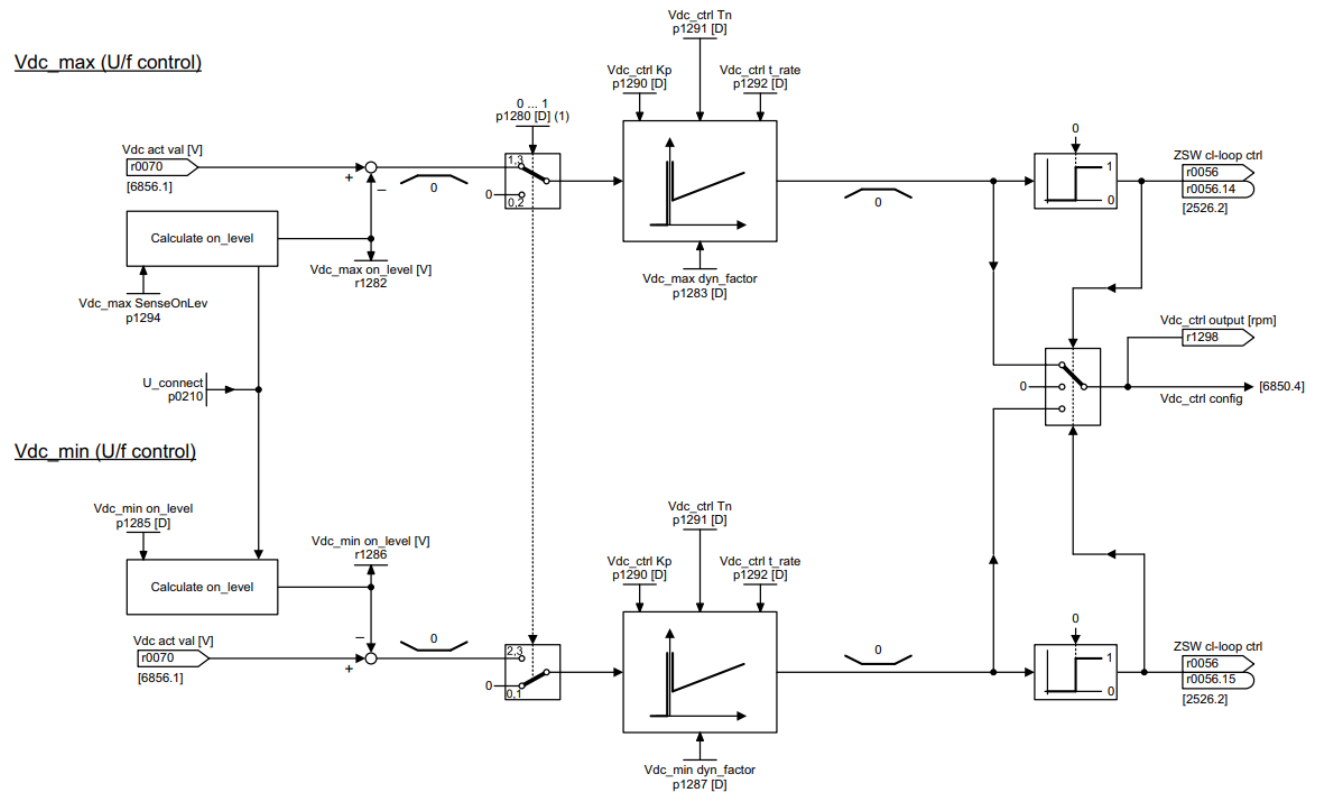 Vdc_max (U/f control)
Vdc_ctrl Tn
p1291 [D]
Vdc_ctrl Kp
p1290 [D]
Vdc_ctrl t_rate
p1292 [D]
0 ... 1
p1280 [D] (1)
Vdc act val [V]
r0070
[6856.1]
+
–
0
1,3
0
0,2
0
0
1
0
ZSW cl-loop ctrl
r0056
r0056.14
[2526.2]
Calculate on_level
Vdc_max on_level [V]
r1282
Vdc_max dyn_factor
p1283 [D]
Vdc_max SenseOnLev
p1294
Vdc_ctrl output [rpm]
r1298
U_connect
p0210
0
[6850.4]
Vdc_ctrl config
Vdc_min (U/f control)
Vdc_min on_level
p1285 [D]
Vdc_min on_level [V]
r1286
Vdc_ctrl Tn
p1291 [D]
Vdc_ctrl Kp
p1290 [D]
Vdc_ctrl t_rate
p1292 [D]
Calculate on_level
Vdc act val [V]
r0070
[6856.1]
–
+
0
2,3
0
0,1
0
0
1
0
ZSW cl-loop ctrl
r0056
r0056.15
[2526.2]
Vdc_min dyn_factor
p1287 [D]